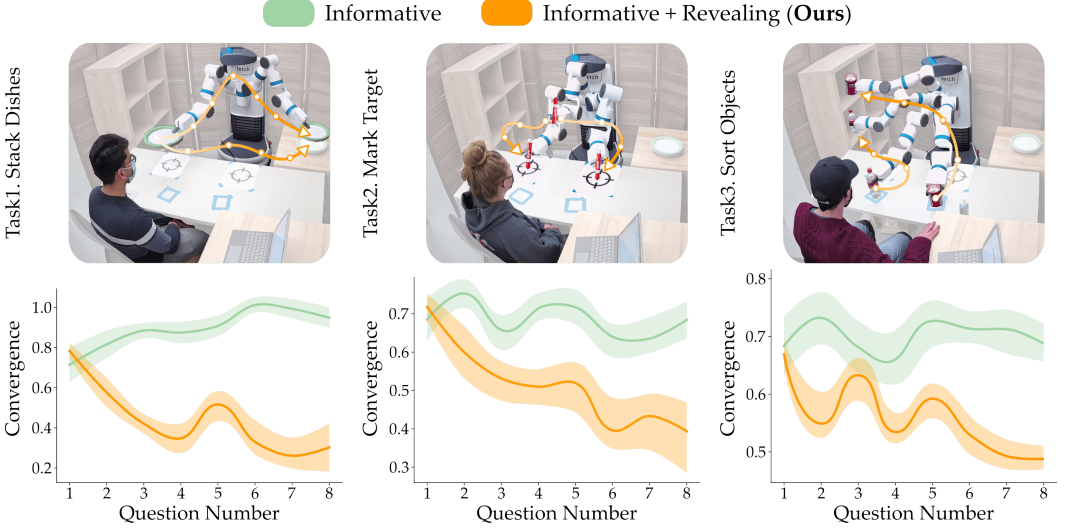 Informative
Informative + Revealing (Ours)
Task1. Stack Dishes
fetch
Task2. Mark Target
fetch
Task3. Sort Objects
fetch
Convergence
1.0
0.8
0.6
0.4
0.2
1 2 3 4 5 6 7 8
Question Number
Convergence
0.7
0.6
0.5
0.4
0.3
1 2 3 4 5 6 7 8
Question Number
Convergence
0.8
0.7
0.6
0.5
1 2 3 4 5 6 7 8
Question Number